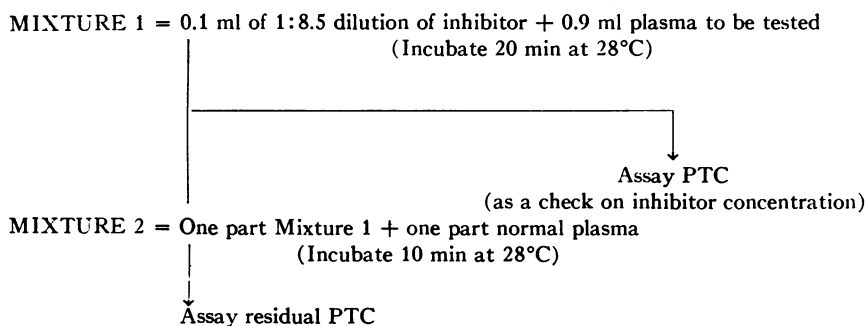 MIXTURE 1 = 0.1 ml of 1:8.5 dilution of inhibitor + 0.9 ml plasma to be tested
(Incubate 20 min at 28°C)
Assay PTC
(as a check on inhibitor concentration)
MIXTURE 2 = One part Mixture 1 + one part normal plasma
(Incubate 10 min at 28°C)
Assay residual PTC